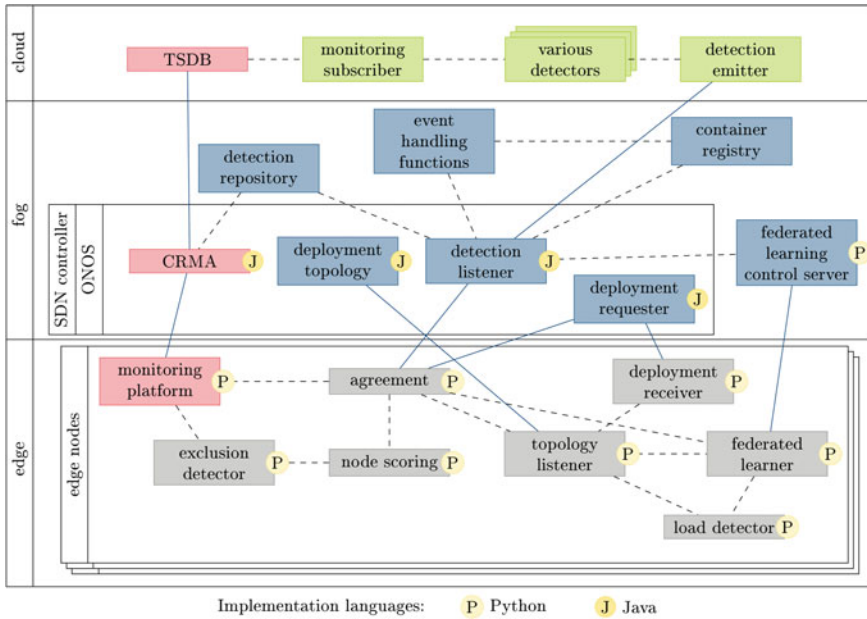 cloud
TSDB
monitoring
subscriber
various
detectors
detection
emitter
fog
event
handling
functions
container
registry
detection
repository
SDN controller
ONOS
CRMA
J
deployment
topology
J
detection
listener
J
federated
learning
control server
P
deployment
requester
J
edge
edge nodes
monitoring
platform
P
agreement
P
deployment
receiver
P
exclusion
detector
P
node scoring
P
topology
listener
P
federated
learner
P
load detector
P
Implementation languages: P Python J Java